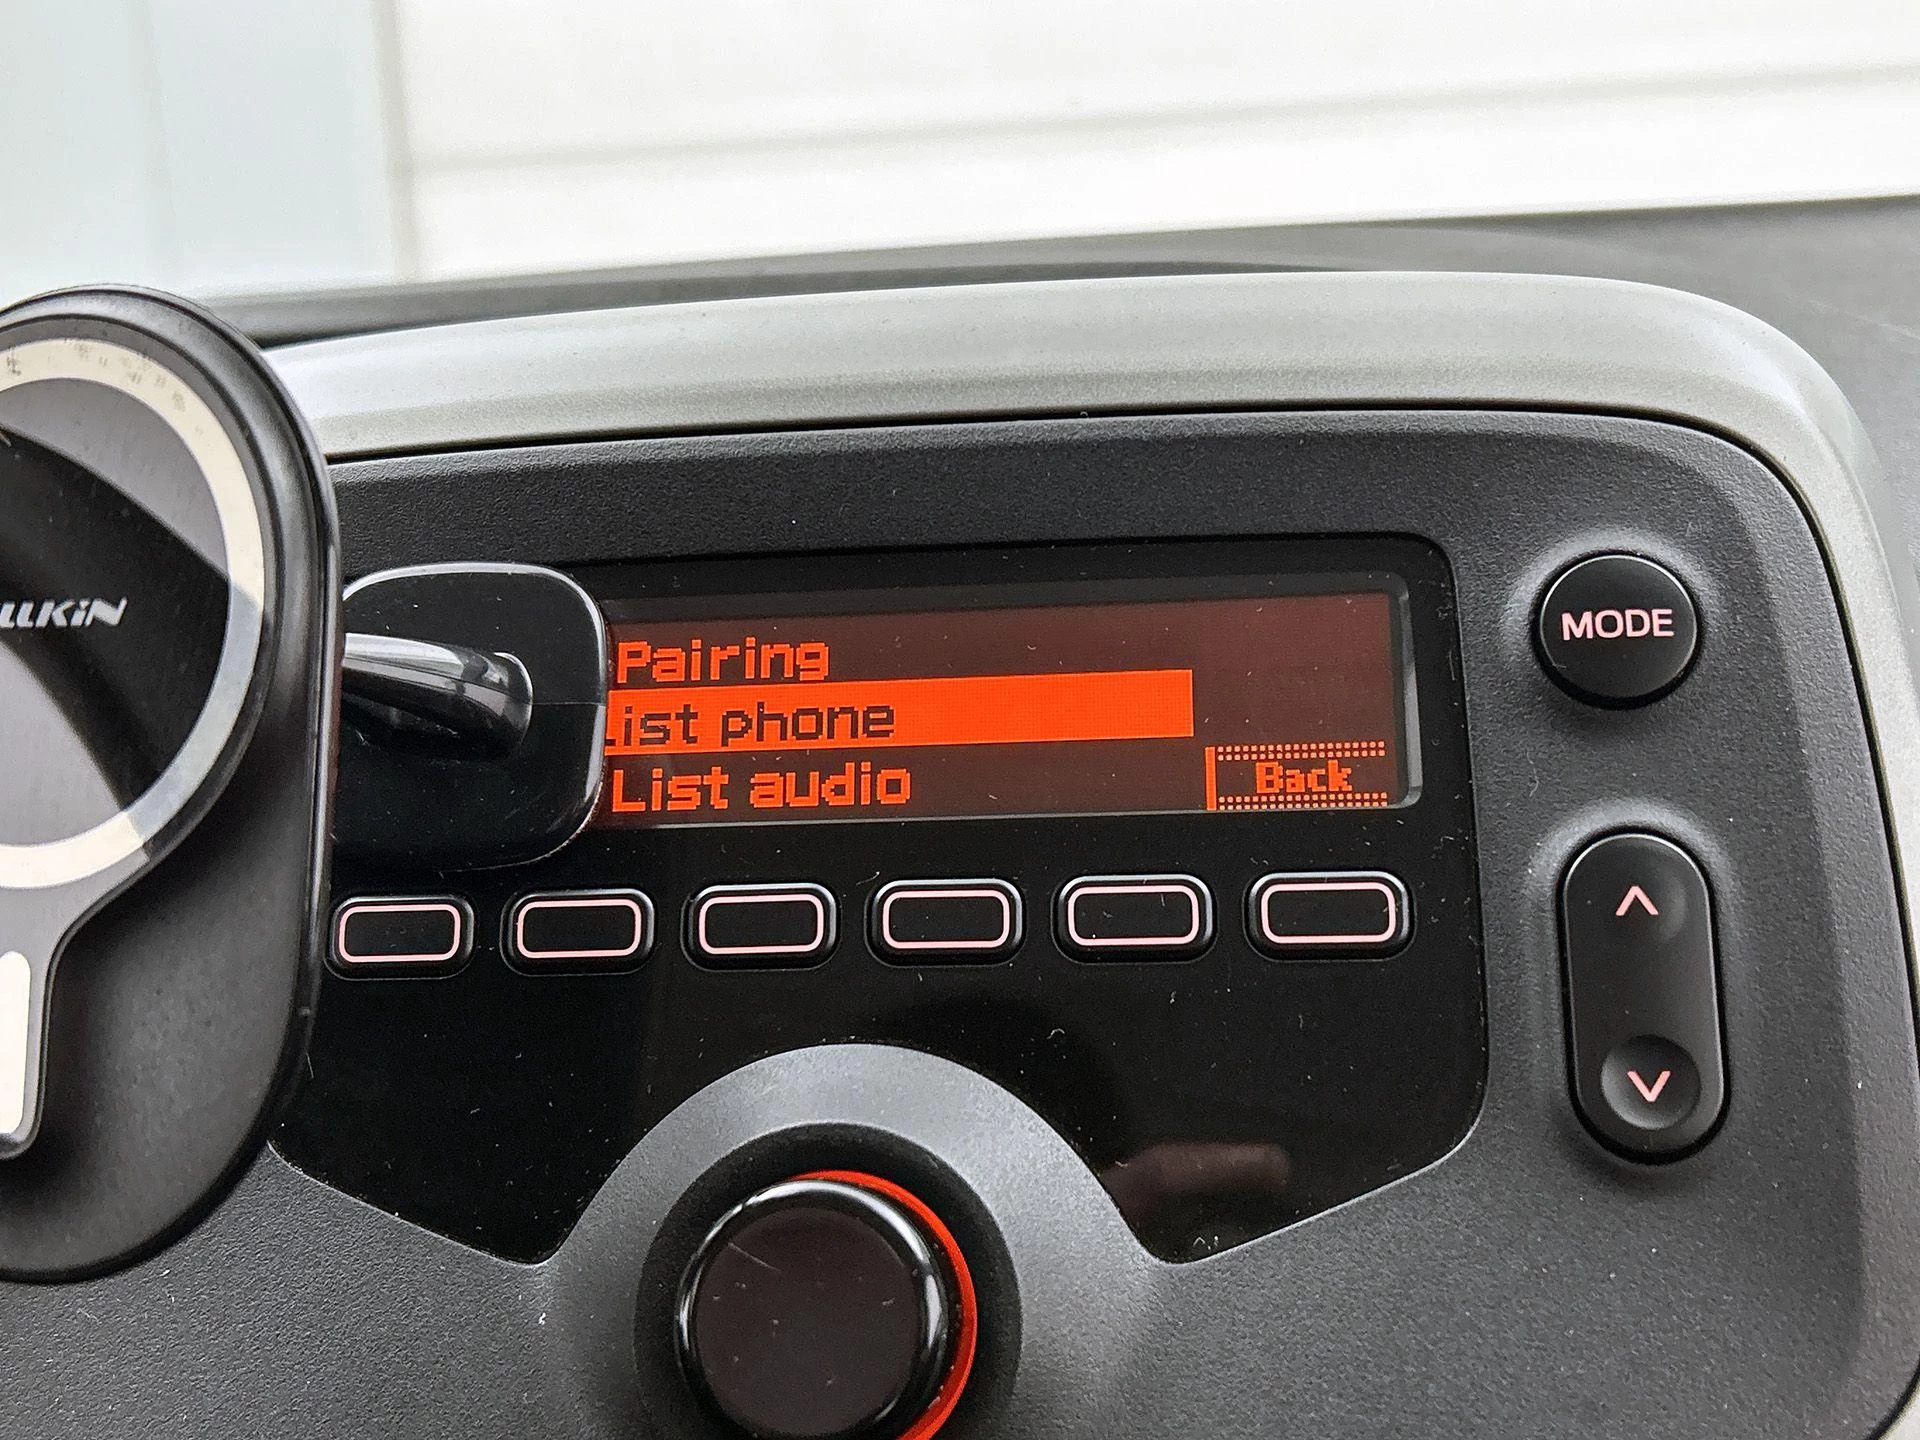 Pairing
List phone
List audio
Back
MODE